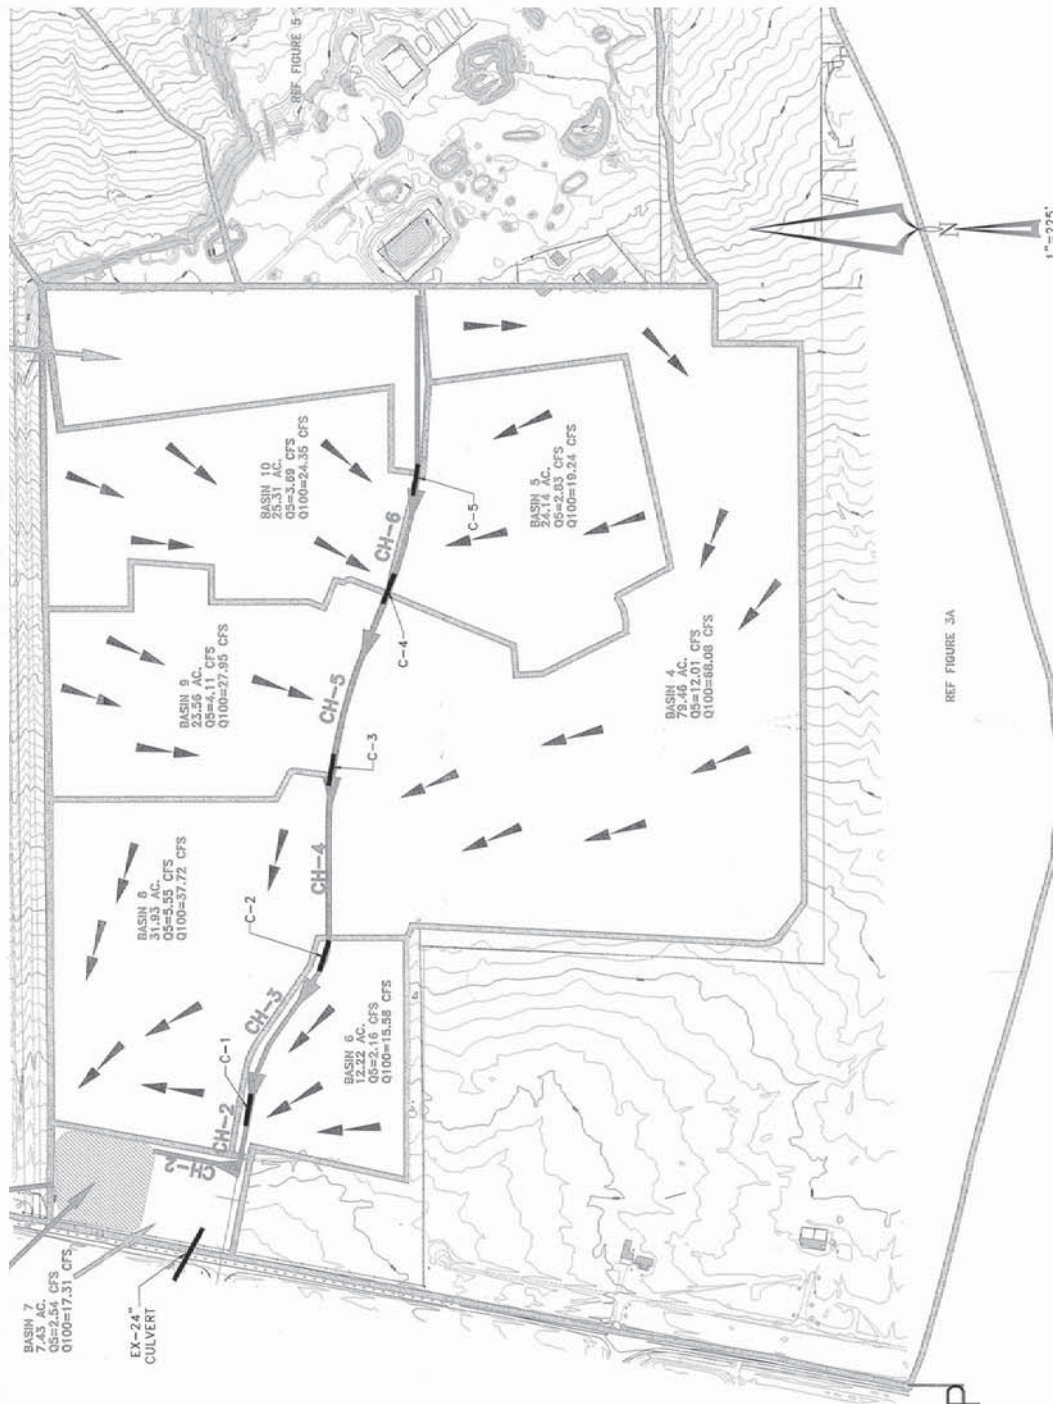 REF FIGURE 5
BASIN 10
25.31 AC.
Q5=3.69 CFS
Q100=24.35 CFS
BASIN 5
24.14 AC.
Q5=2.83 CFS
Q100=19.24 CFS
C-5
CH-6
C-4
BASIN 9
23.56 AC.
Q5=4.11 CFS
Q100=27.95 CFS
CH-5
C-3
BASIN 4
79.46 AC.
Q5=12.01 CFS
Q100=68.08 CFS
CH-4
BASIN 8
31.93 AC.
Q5=5.55 CFS
Q100=37.72 CFS
C-2
CH-3
BASIN 6
12.22 AC.
Q5=2.16 CFS
Q100=15.58 CFS
C-1
CH-2
CH-2
BASIN 7
7.43 AC.
Q5=2.54 CFS
Q100=17.31 CFS
EX-24"
CULVERT
REF FIGURE 3A
N
1"=225'
P